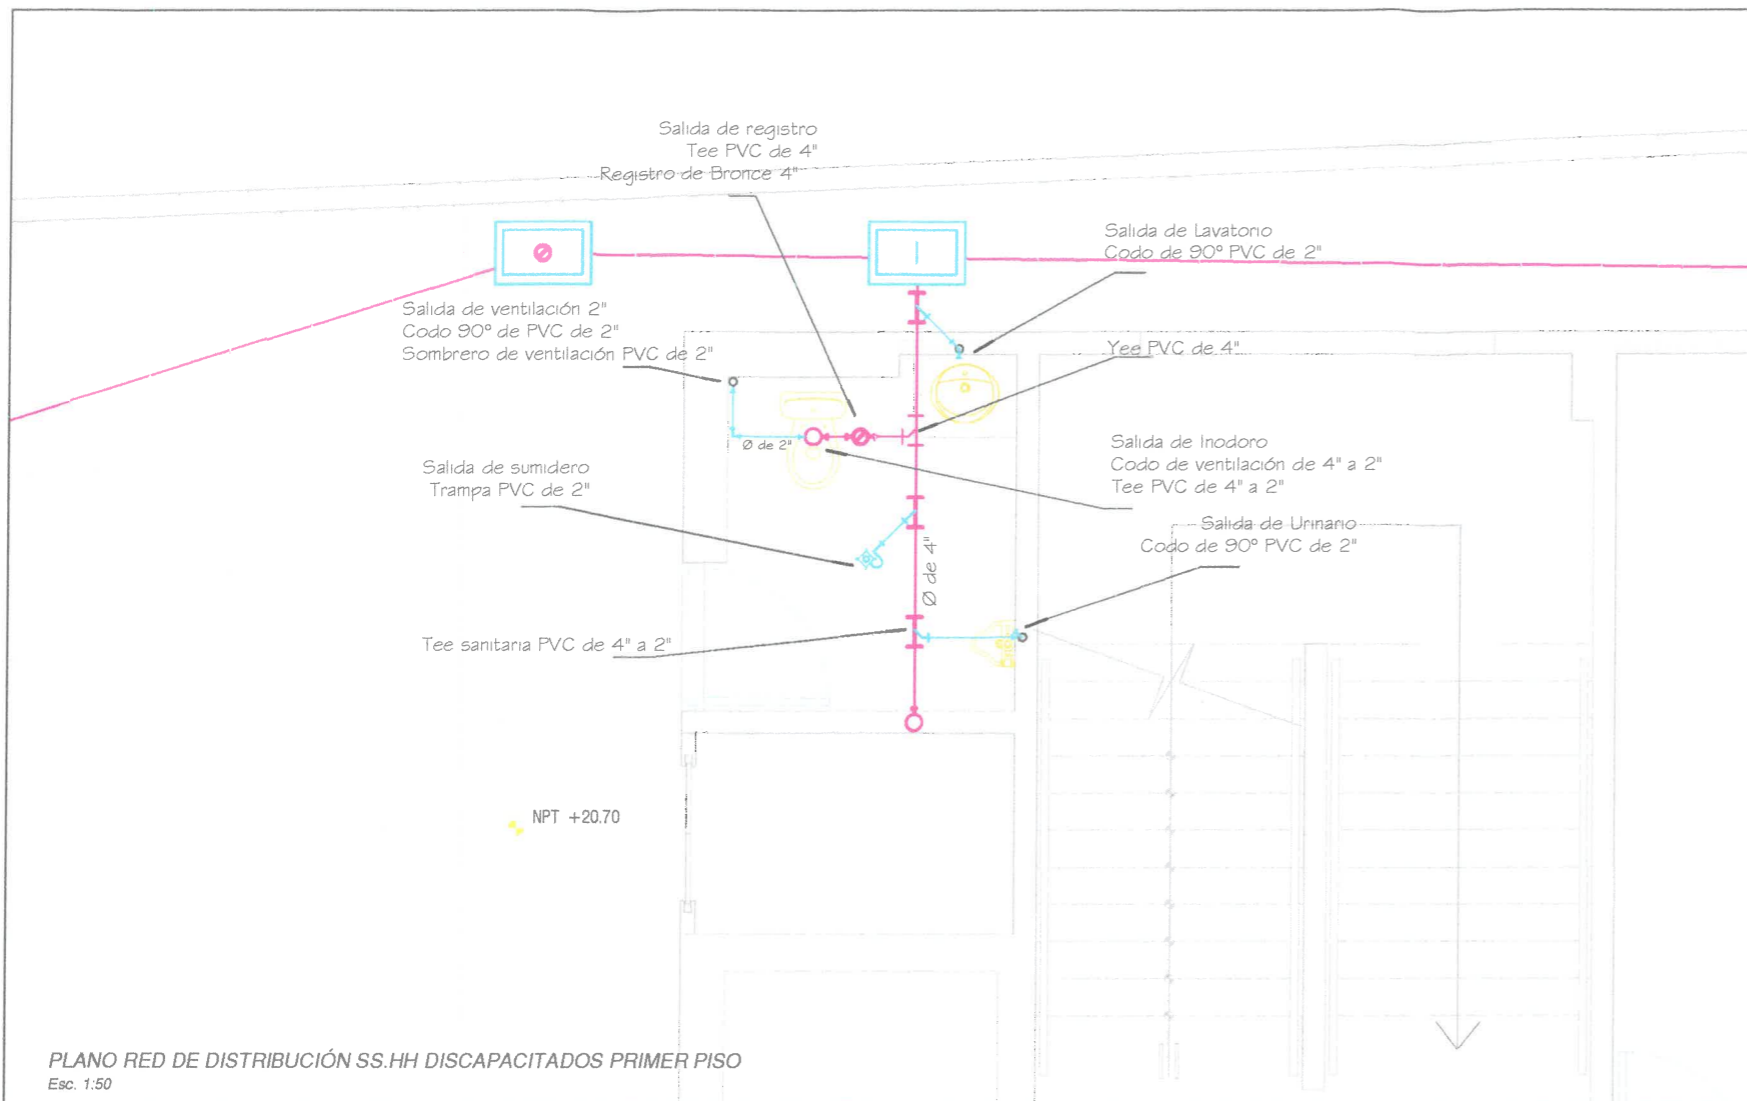 Salida de registro
Tee PVC de 4"
Registro de Bronce 4"
Salida de Lavatorio
Codo de 90º PVC de 2"
Salida de ventilación 2"
Codo 90º de PVC de 2"
Sombrero de ventilación PVC de 2"
Yee PVC de 4"
Ø de 2"
Salida de Inodoro
Codo de ventilación de 4" a 2"
Tee PVC de 4" a 2"
Salida de sumidero
Trampa PVC de 2"
Salida de Urinario
Codo de 90º PVC de 2"
Ø de 4"
Tee sanitaria PVC de 4" a 2"
NPT +20.70
PLANO RED DE DISTRIBUCIÓN SS.HH DISCAPACITADOS PRIMER PISO
Esc. 1:50